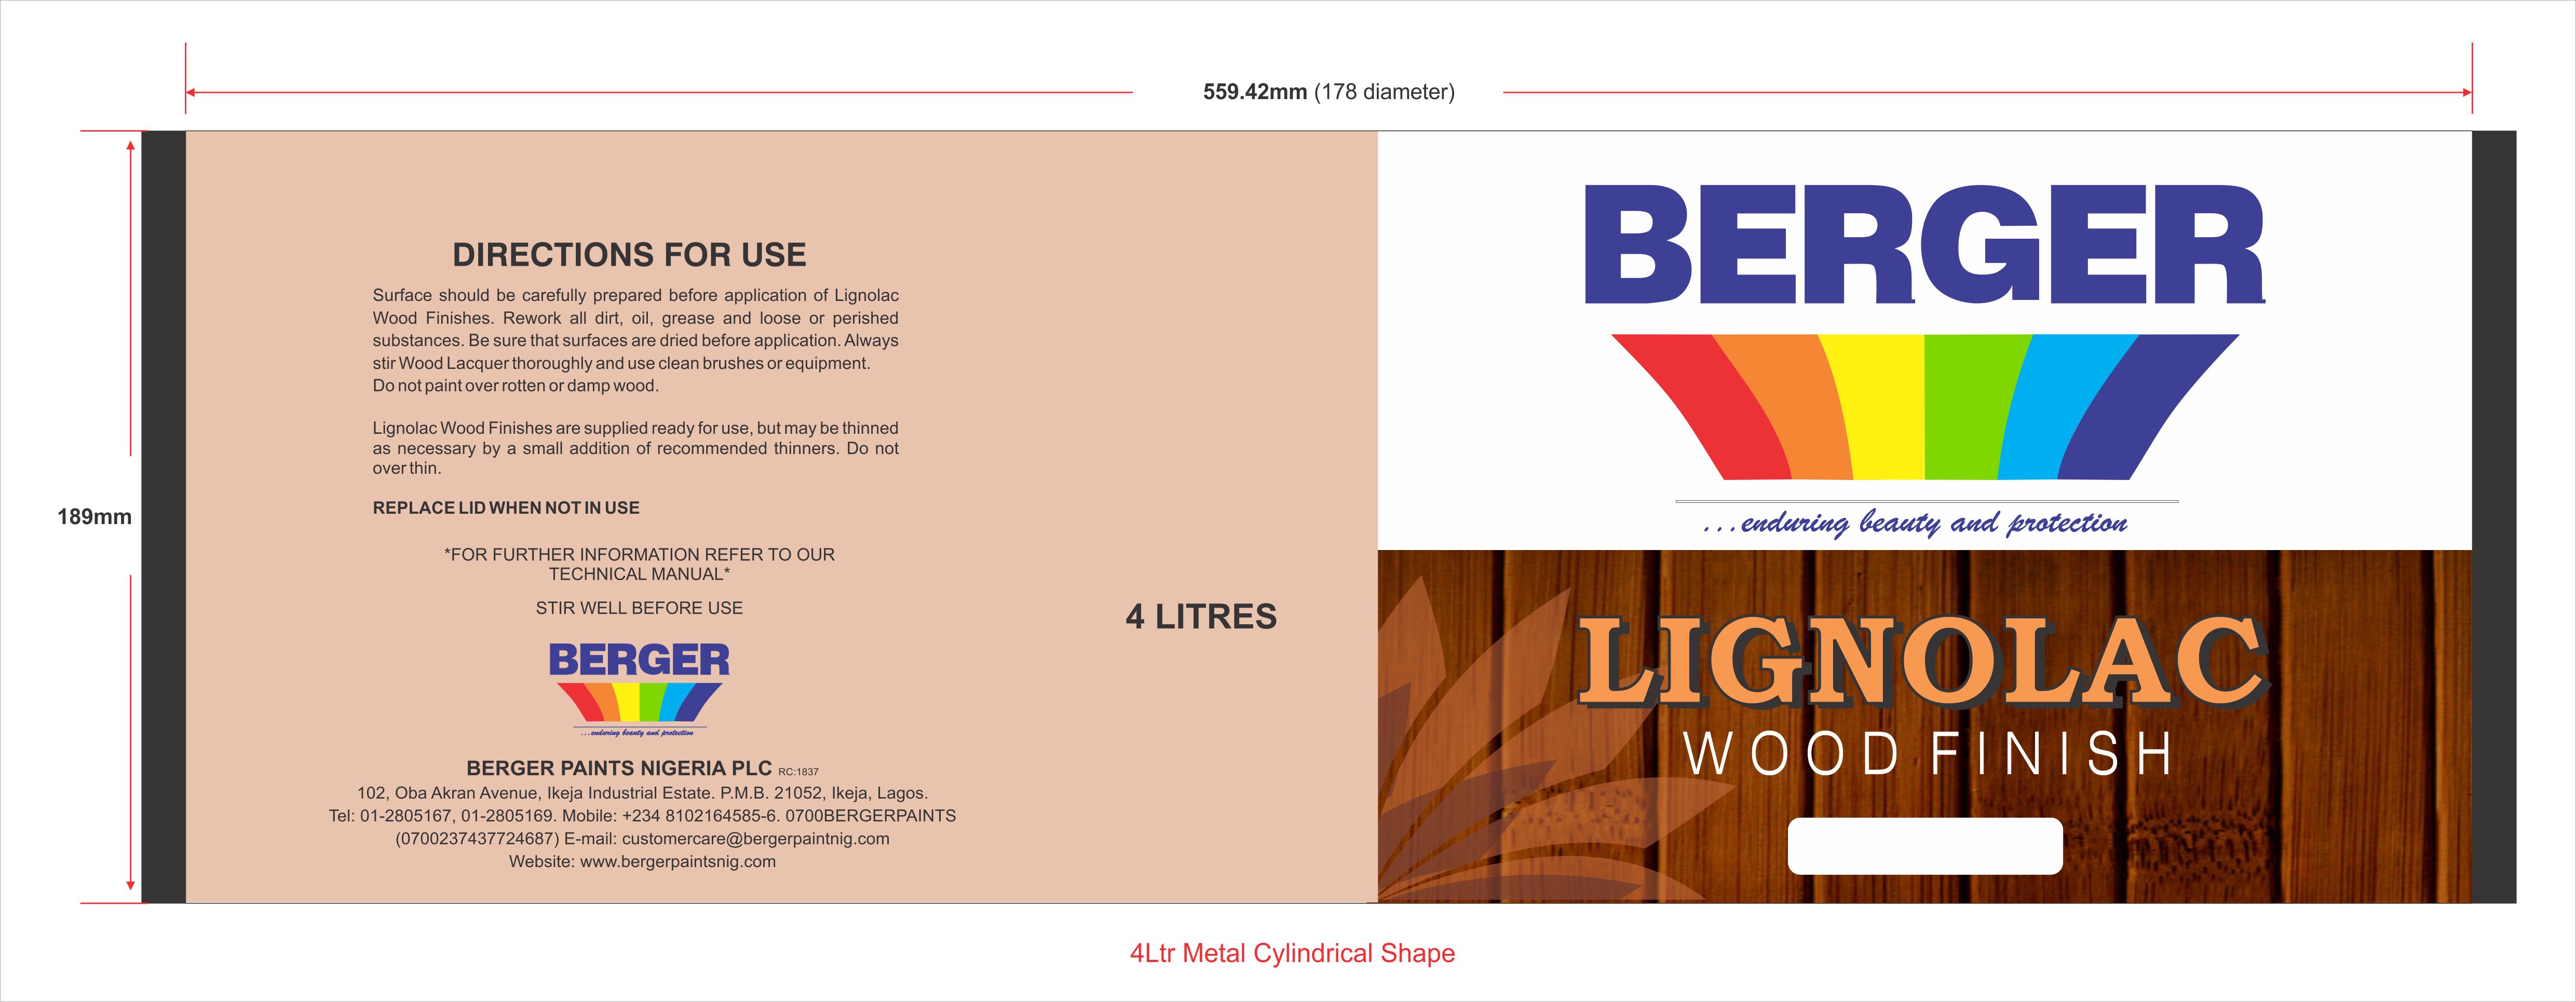 559.42mm (178 diameter)
189mm
DIRECTIONS FOR USE
Surface should be carefully prepared before application of Lignolac
Wood Finishes. Rework all dirt, oil, grease and loose or perished
substances. Be sure that surfaces are dried before application. Always
stir Wood Lacquer thoroughly and use clean brushes or equipment.
Do not paint over rotten or damp wood.
Lignolac Wood Finishes are supplied ready for use, but may be thinned
as necessary by a small addition of recommended thinners. Do not
over thin.
REPLACE LID WHEN NOT IN USE
*FOR FURTHER INFORMATION REFER TO OUR
TECHNICAL MANUAL*
STIR WELL BEFORE USE
BERGER
...enduring beauty and protection
BERGER PAINTS NIGERIA PLC RC:1837
102, Oba Akran Avenue, Ikeja Industrial Estate. P.M.B. 21052, Ikeja, Lagos.
Tel: 01-2805167, 01-2805169. Mobile: +234 8102164585-6. 0700BERGERPAINTS
(0700237437724687) E-mail: customercare@bergerpaintnig.com
Website: www.bergerpaintsnig.com
4 LITRES
BERGER
...enduring beauty and protection
LIGNOLAC
WOOD FINISH
4Ltr Metal Cylindrical Shape